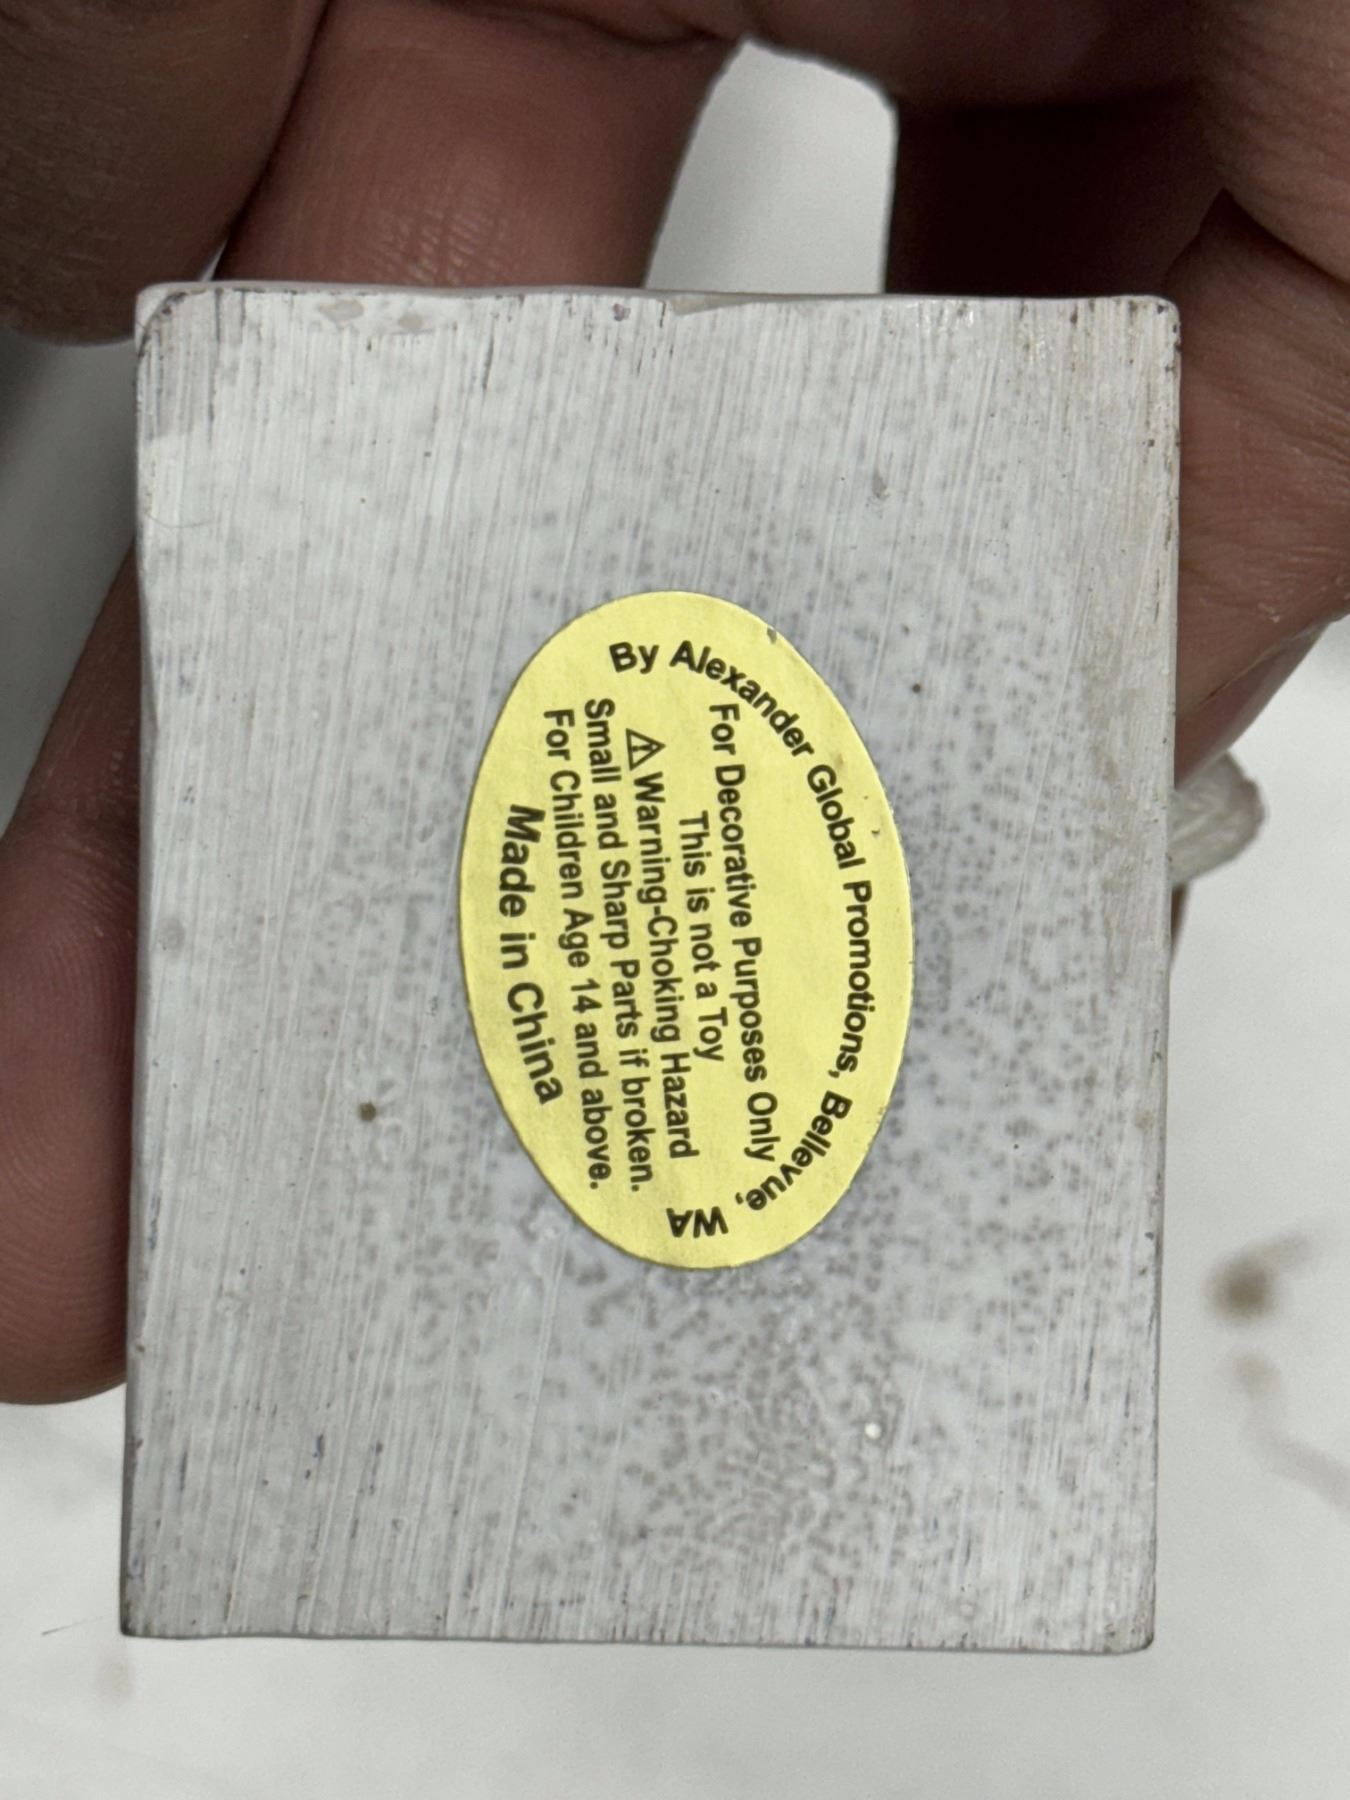 By Alexander Global Promotions, Bellevue, WA
For Decorative Purposes Only
This is not a Toy
⚠Warning-Choking Hazard
Small and Sharp Parts if broken.
For Children Age 14 and above.
Made in China